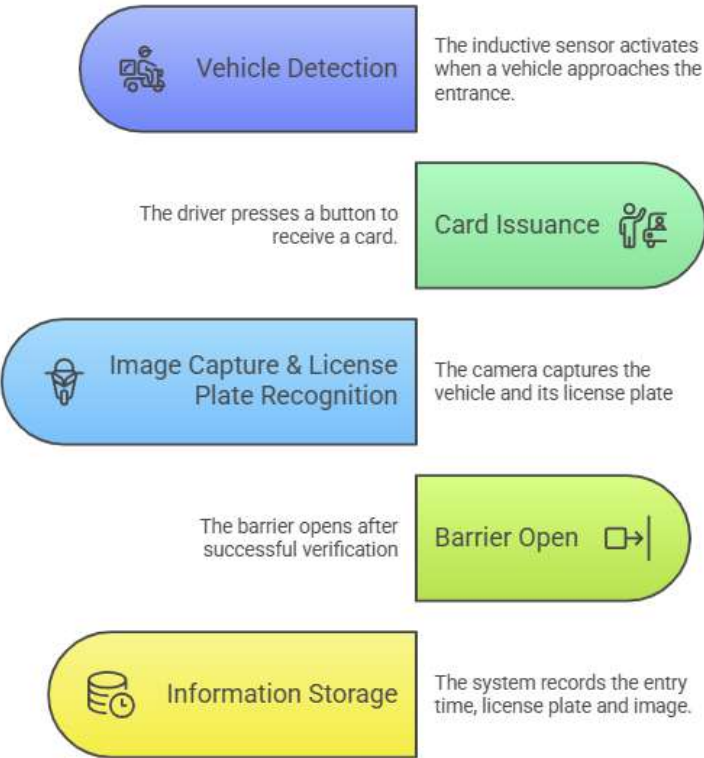 Vehicle Detection
The inductive sensor activates
when a vehicle approaches the
entrance.
The driver presses a button to
receive a card.
Card Issuance
Image Capture & License
Plate Recognition
The camera captures the
vehicle and its license plate
The barrier opens after
successful verification
Barrier Open
Information Storage
The system records the entry
time, license plate and image.